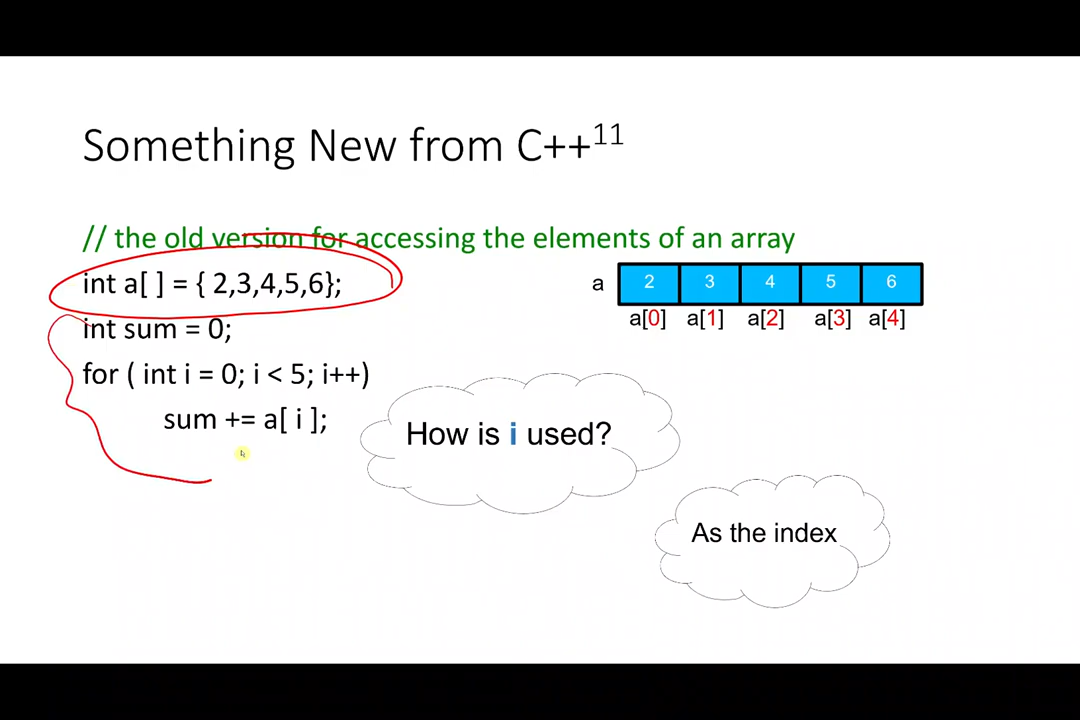 Something New from C++11
// the old version for accessing the elements of an array
int a[ ] = { 2,3,4,5,6};
int sum = 0;
for ( int i = 0; i < 5; i++)
sum += a[ i ];
a 2 3 4 5 6
a[0] a[1] a[2] a[3] a[4]
How is i used?
As the index